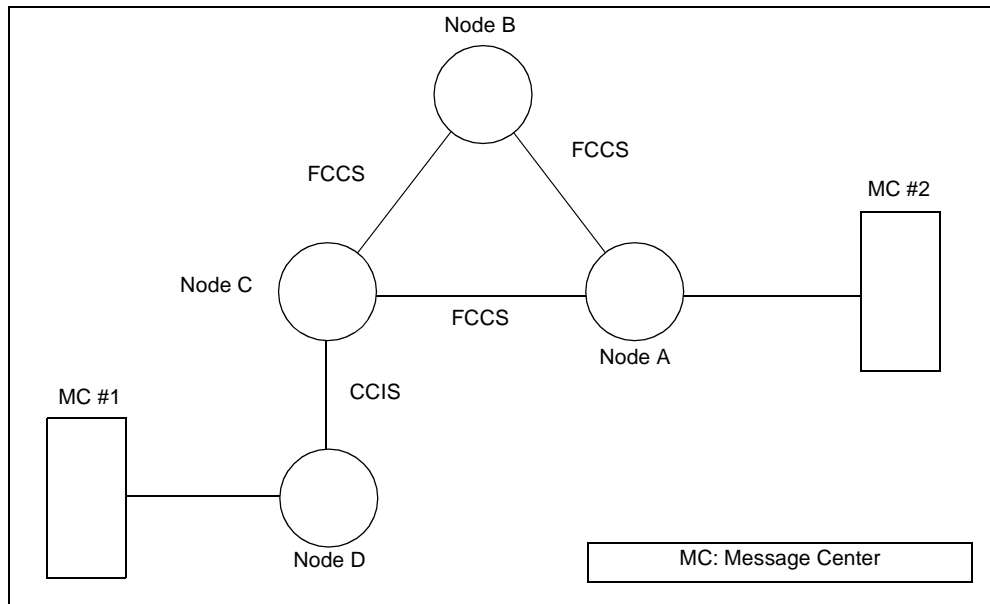 Node B
FCCS
FCCS
MC #2
Node C
FCCS
Node A
CCIS
MC #1
Node D
MC: Message Center